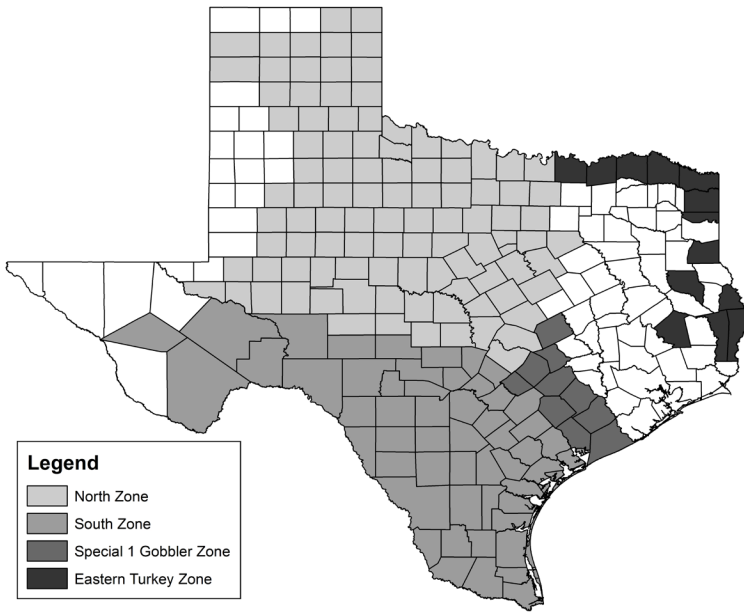 Legend
North Zone
South Zone
Special 1 Gobbler Zone
Eastern Turkey Zone